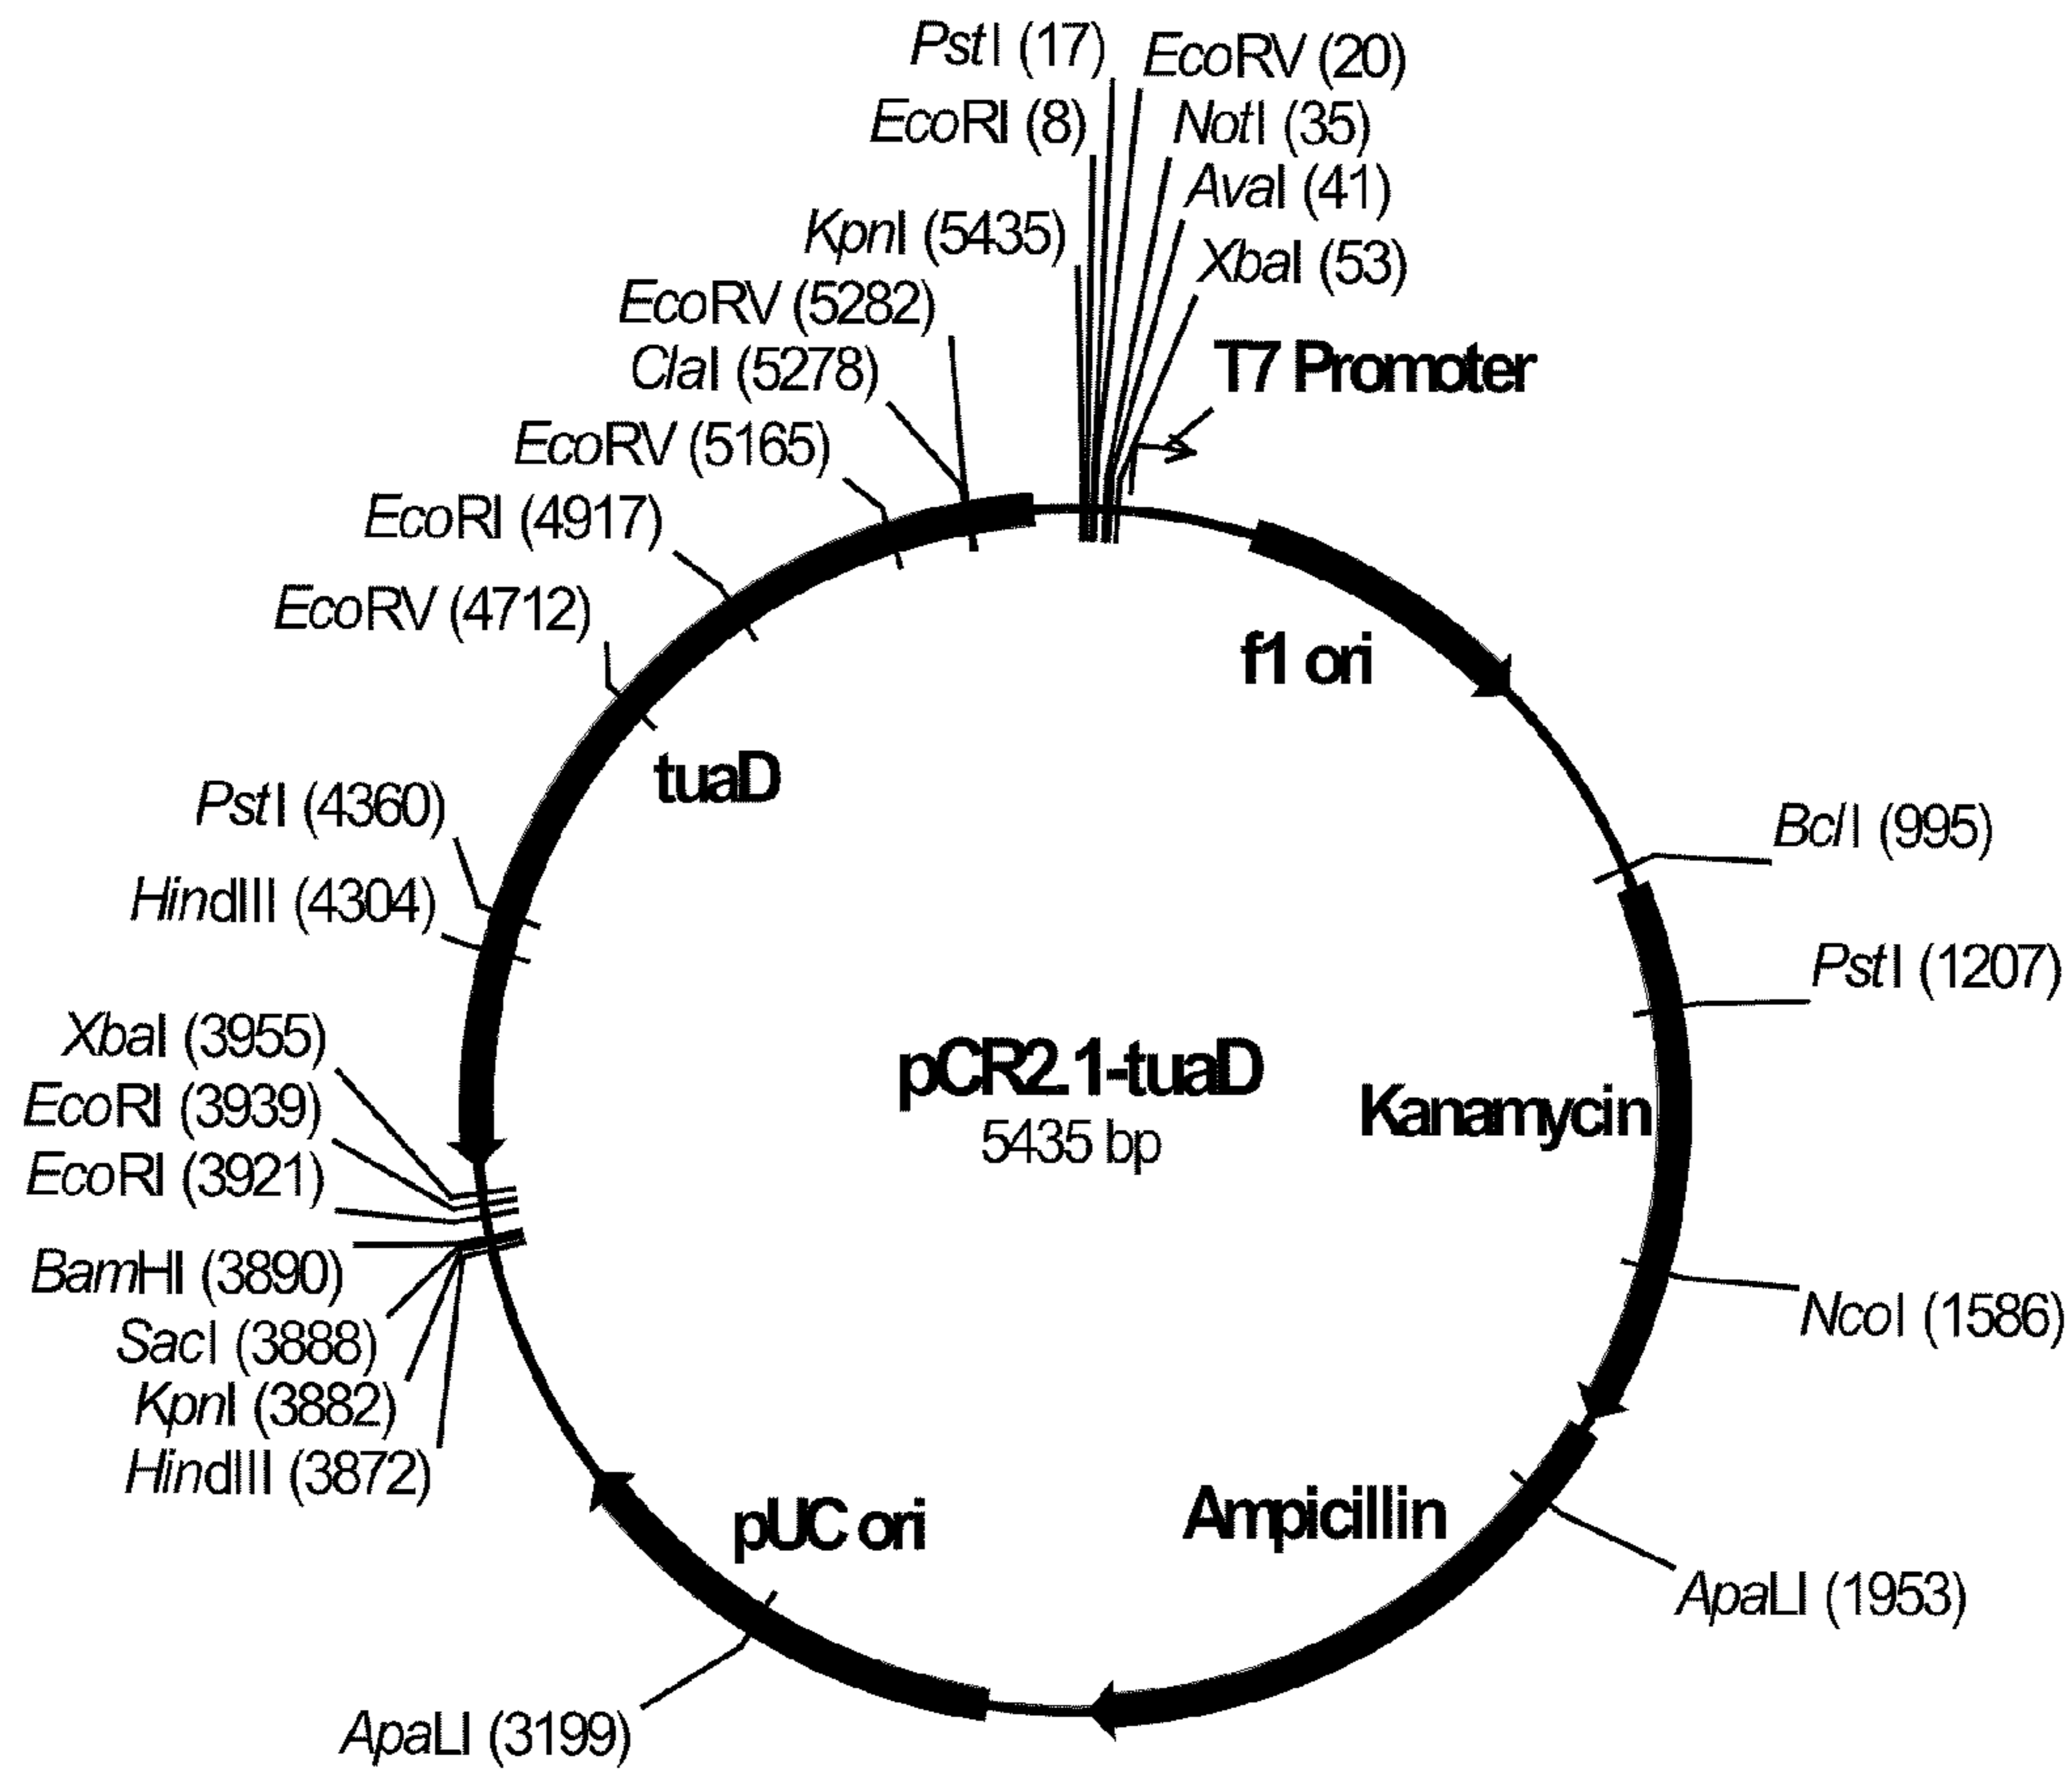 PstI (17)
EcoRV (20)
EcoRI (8)
NotI (35)
AvaI (41)
KpnI (5435)
XbaI (53)
EcoRV (5282)
T7 Promoter
ClaI (5278)
EcoRV (5165)
EcoRI (4917)
EcoRV (4712)
f1 ori
tuaD
PstI (4360)
BclI (995)
HindIII (4304)
PstI (1207)
XbaI (3955)
pCR2.1-tuaD
EcoRI (3939)
Kanamycin
5435 bp
EcoRI (3921)
BamHI (3890)
NcoI (1586)
SacI (3888)
KpnI (3882)
HindIII (3872)
pUC ori
Ampicillin
ApaLI (1953)
ApaLI (3199)